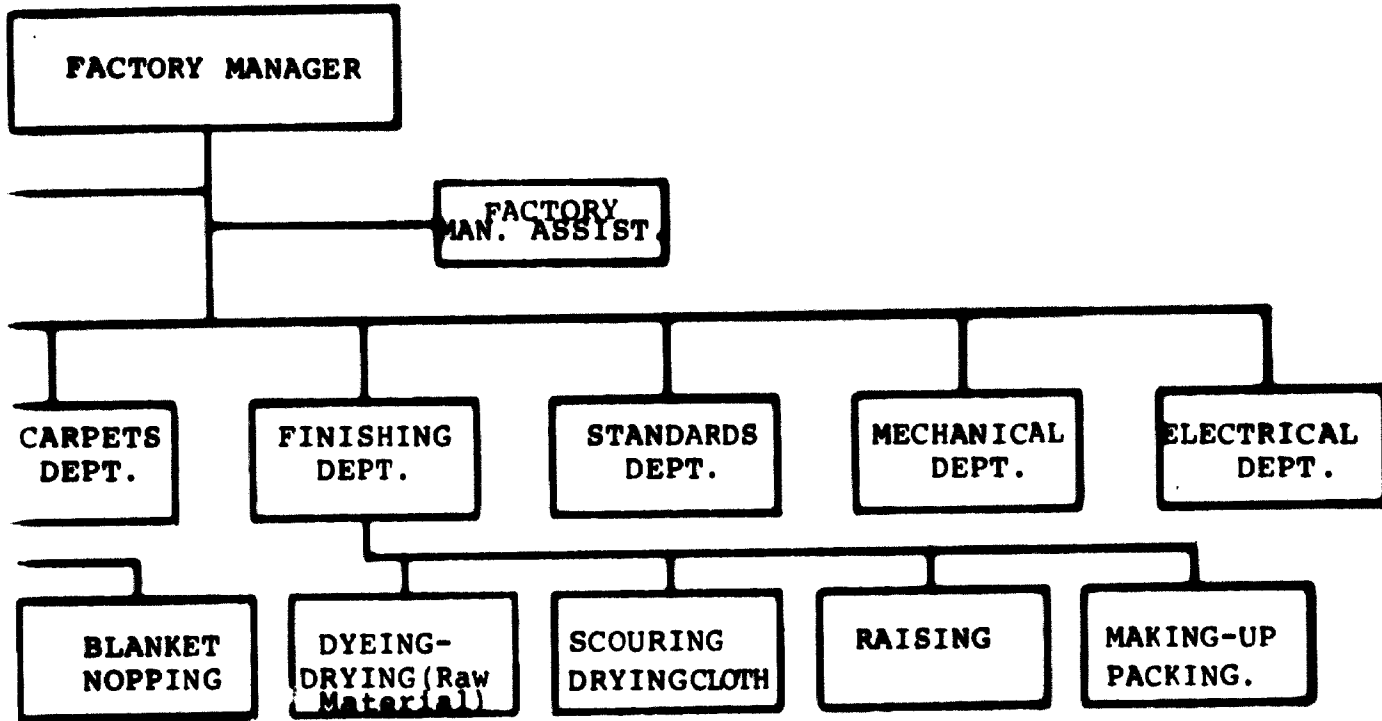 FACTORY MANAGER
FACTORY
MAN. ASSIST.
CARPETS
DEPT.
FINISHING
DEPT.
STANDARDS
DEPT.
MECHANICAL
DEPT.
ELECTRICAL
DEPT.
BLANKET
NOPPING
DYEING-
DRYING(Raw
Material)
SCOURING
DRYINGCLOTH
RAISING
MAKING-UP
PACKING.